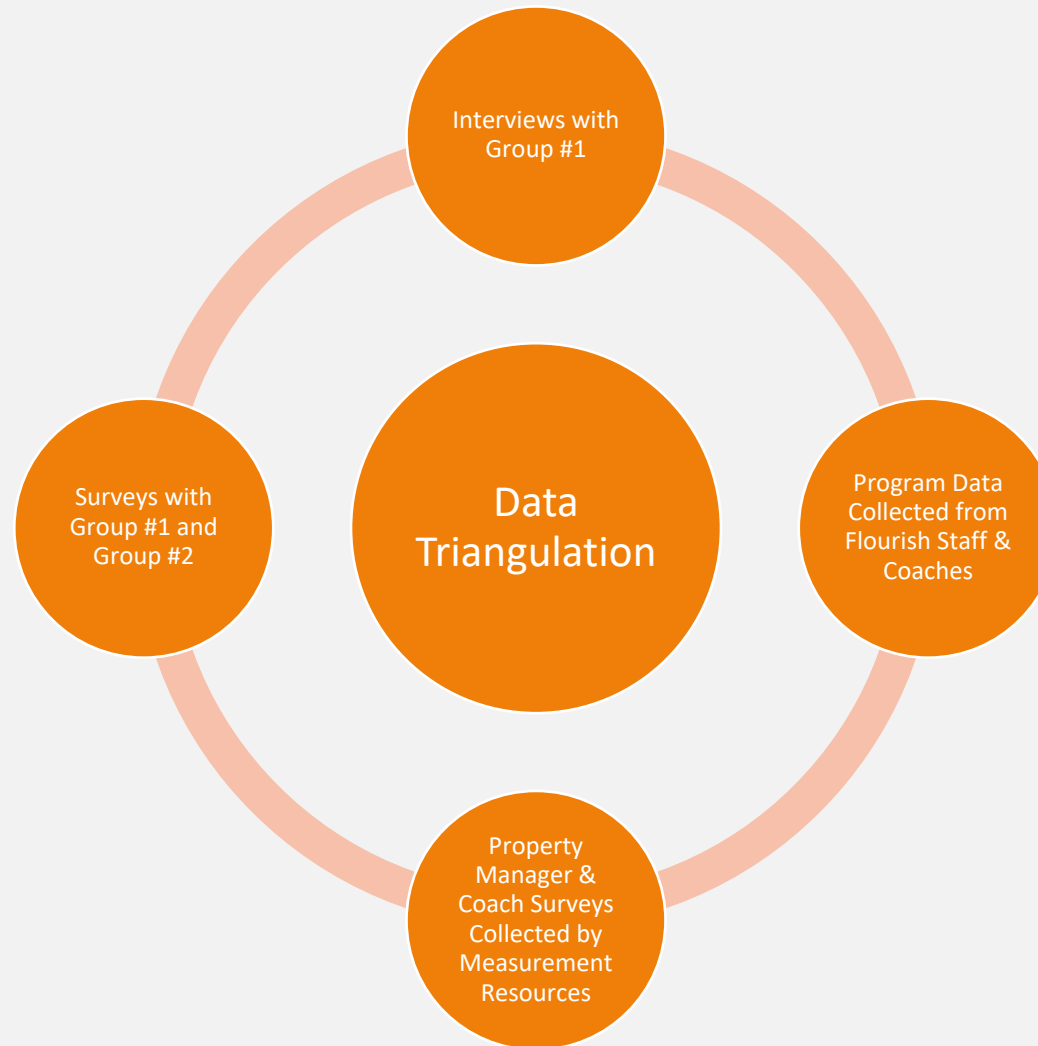 Interviews with
Group #1
Data
Triangulation
Program Data
Collected from
Flourish Staff &
Coaches
Property
Manager &
Coach Surveys
Collected by
Measurement
Resources
Surveys with
Group #1 and
Group #2